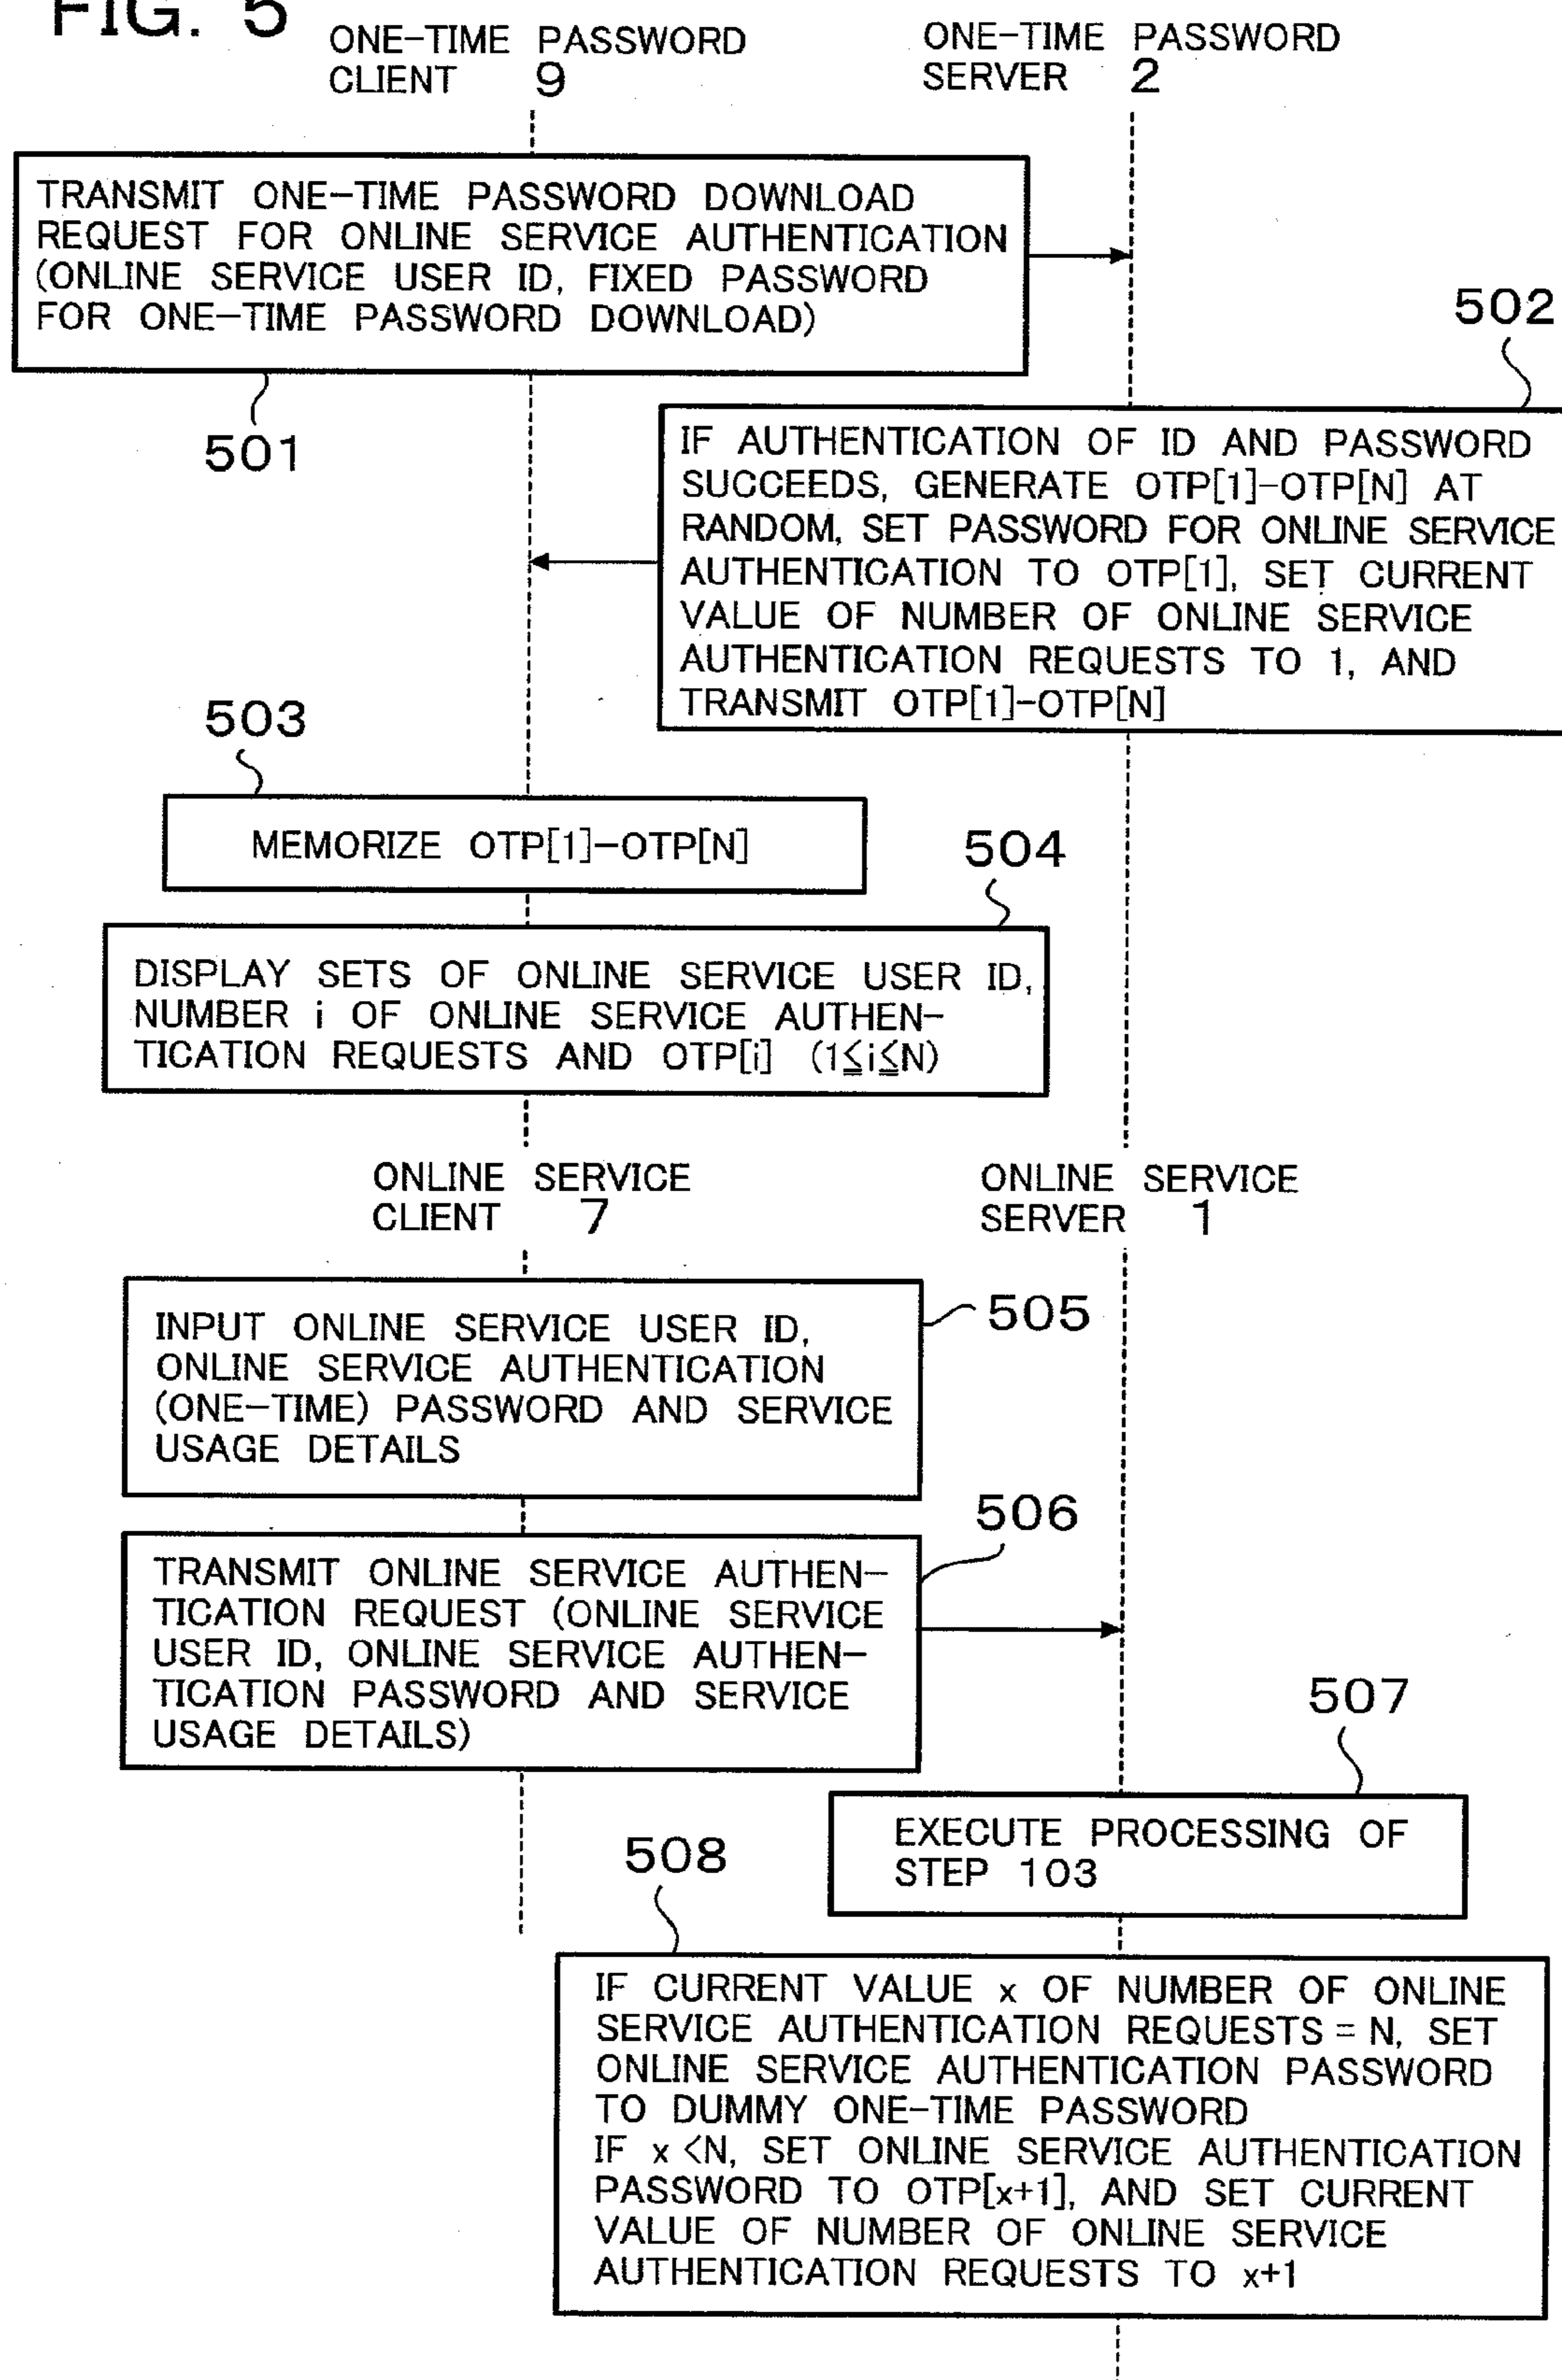 FIG. 5
ONE-TIME PASSWORD
CLIENT 9
ONE-TIME PASSWORD
SERVER 2
TRANSMIT ONE-TIME PASSWORD DOWNLOAD
REQUEST FOR ONLINE SERVICE AUTHENTICATION
(ONLINE SERVICE USER ID, FIXED PASSWORD
FOR ONE-TIME PASSWORD DOWNLOAD)
501
502
IF AUTHENTICATION OF ID AND PASSWORD
SUCCEEDS, GENERATE OTP[1]-OTP[N] AT
RANDOM, SET PASSWORD FOR ONLINE SERVICE
AUTHENTICATION TO OTP[1], SET CURRENT
VALUE OF NUMBER OF ONLINE SERVICE
AUTHENTICATION REQUESTS TO 1, AND
TRANSMIT OTP[1]-OTP[N]
503
MEMORIZE OTP[1]-OTP[N]
504
DISPLAY SETS OF ONLINE SERVICE USER ID,
NUMBER i OF ONLINE SERVICE AUTHEN-
TICATION REQUESTS AND OTP[i] (1≦i≦N)
ONLINE SERVICE
CLIENT 7
ONLINE SERVICE
SERVER 1
505
INPUT ONLINE SERVICE USER ID,
ONLINE SERVICE AUTHENTICATION
(ONE-TIME) PASSWORD AND SERVICE
USAGE DETAILS
506
TRANSMIT ONLINE SERVICE AUTHEN-
TICATION REQUEST (ONLINE SERVICE
USER ID, ONLINE SERVICE AUTHEN-
TICATION PASSWORD AND SERVICE
USAGE DETAILS)
507
EXECUTE PROCESSING OF
STEP 103
508
IF CURRENT VALUE x OF NUMBER OF ONLINE
SERVICE AUTHENTICATION REQUESTS = N, SET
ONLINE SERVICE AUTHENTICATION PASSWORD
TO DUMMY ONE-TIME PASSWORD
IF x <N, SET ONLINE SERVICE AUTHENTICATION
PASSWORD TO OTP[x+1], AND SET CURRENT
VALUE OF NUMBER OF ONLINE SERVICE
AUTHENTICATION REQUESTS TO x+1